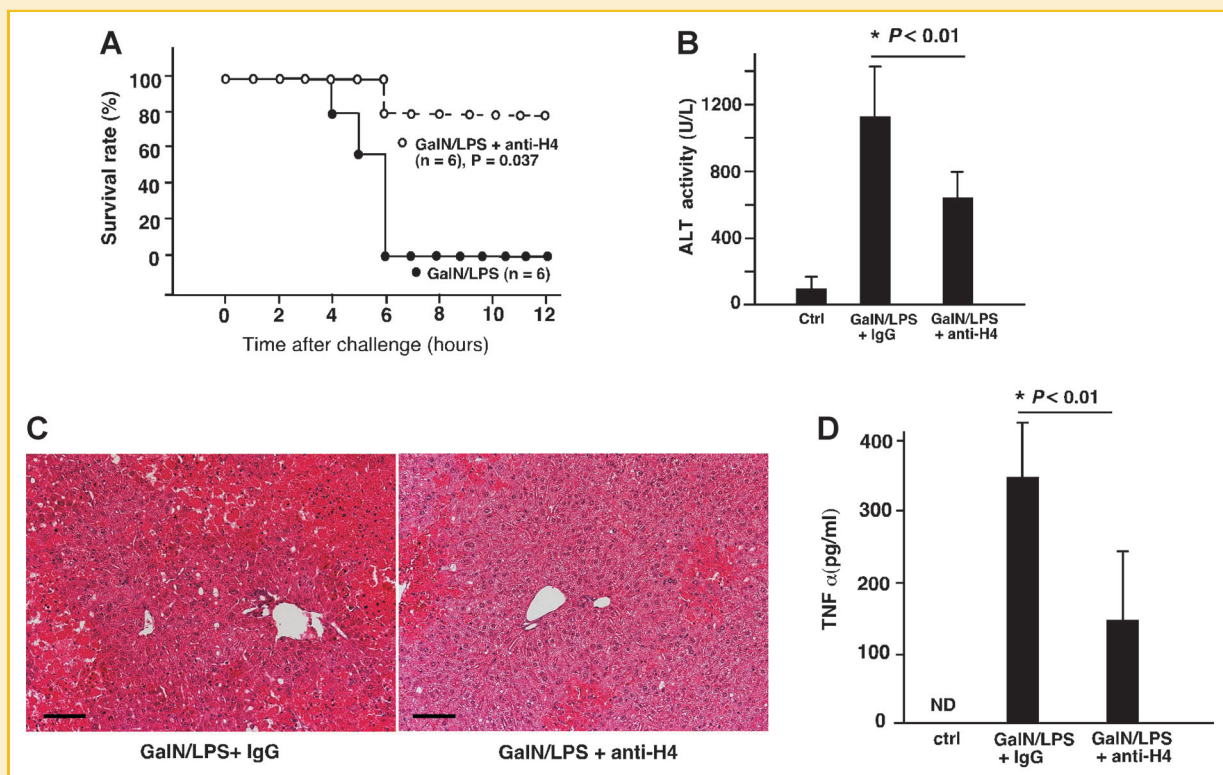 A
Survival rate (%)
100
80
60
40
20
0
GalN/LPS + anti-H4
(n = 6), P = 0.037
GalN/LPS (n = 6)
0 2 4 6 8 10 12
Time after challenge (hours)
B
* P < 0.01
ALT activity (U/L)
1200
800
400
0
Ctrl
GalN/LPS
+ IgG
GalN/LPS
+ anti-H4
C
GalN/LPS+ IgG
GalN/LPS + anti-H4
D
* P < 0.01
TNF α(pg/ml)
400
300
200
100
0
ND
ctrl
GalN/LPS
+ IgG
GalN/LPS
+ anti-H4